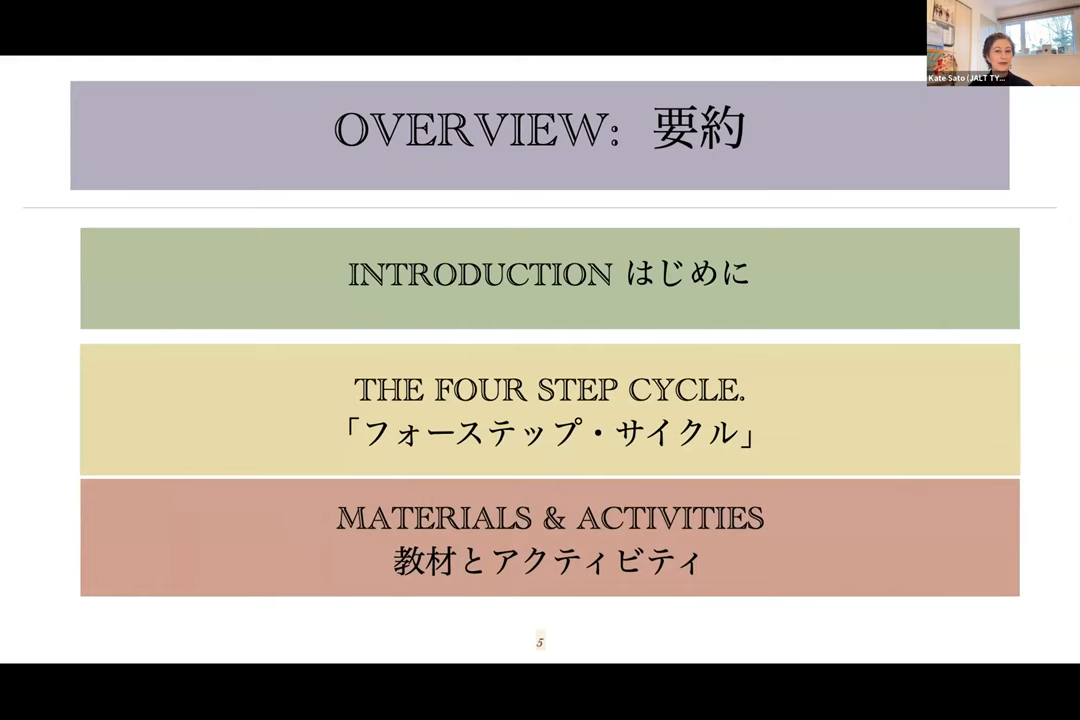 Kate Sato (JALT TY...
OVERVIEW: 要約
INTRODUCTION はじめに
THE FOUR STEP CYCLE.
「フォーステップ・サイクル」
MATERIALS & ACTIVITIES
教材とアクティビティ
5